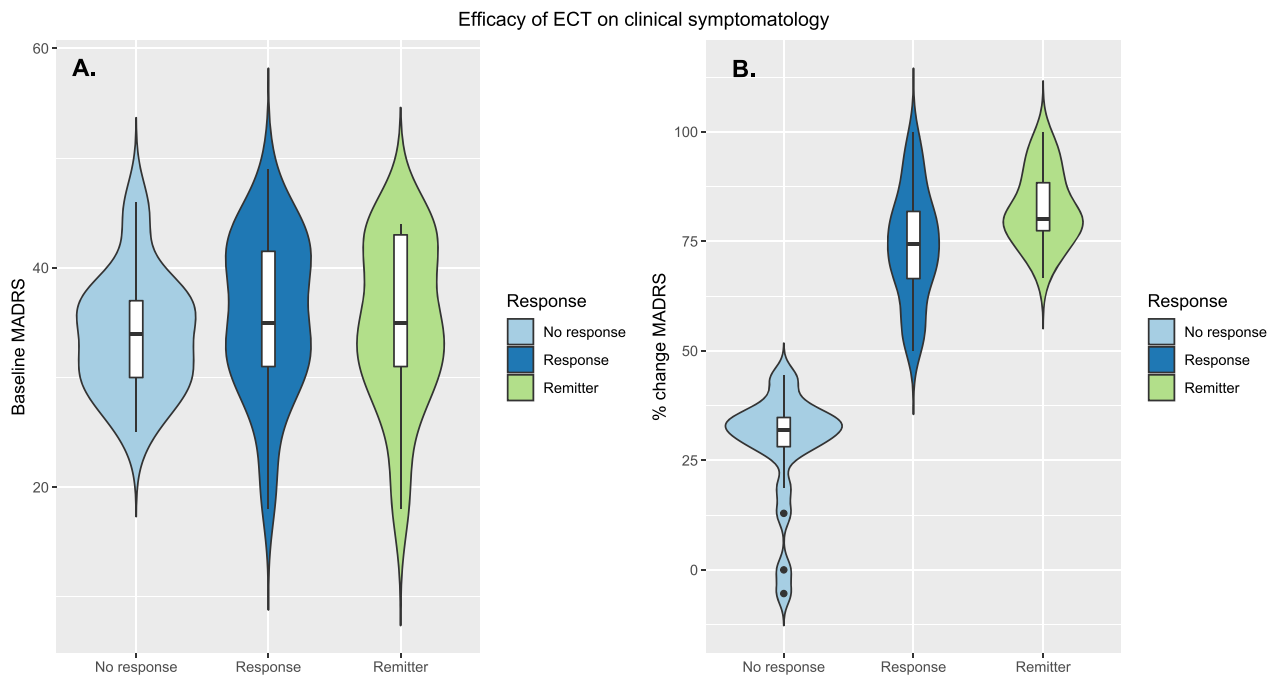 Efficacy of ECT on clinical symptomatology
A.
Baseline MADRS
60
40
20
No response
Response
Remitter
Response
No response
Response
Remitter
B.
% change MADRS
100
75
50
25
0
No response
Response
Remitter
Response
No response
Response
Remitter